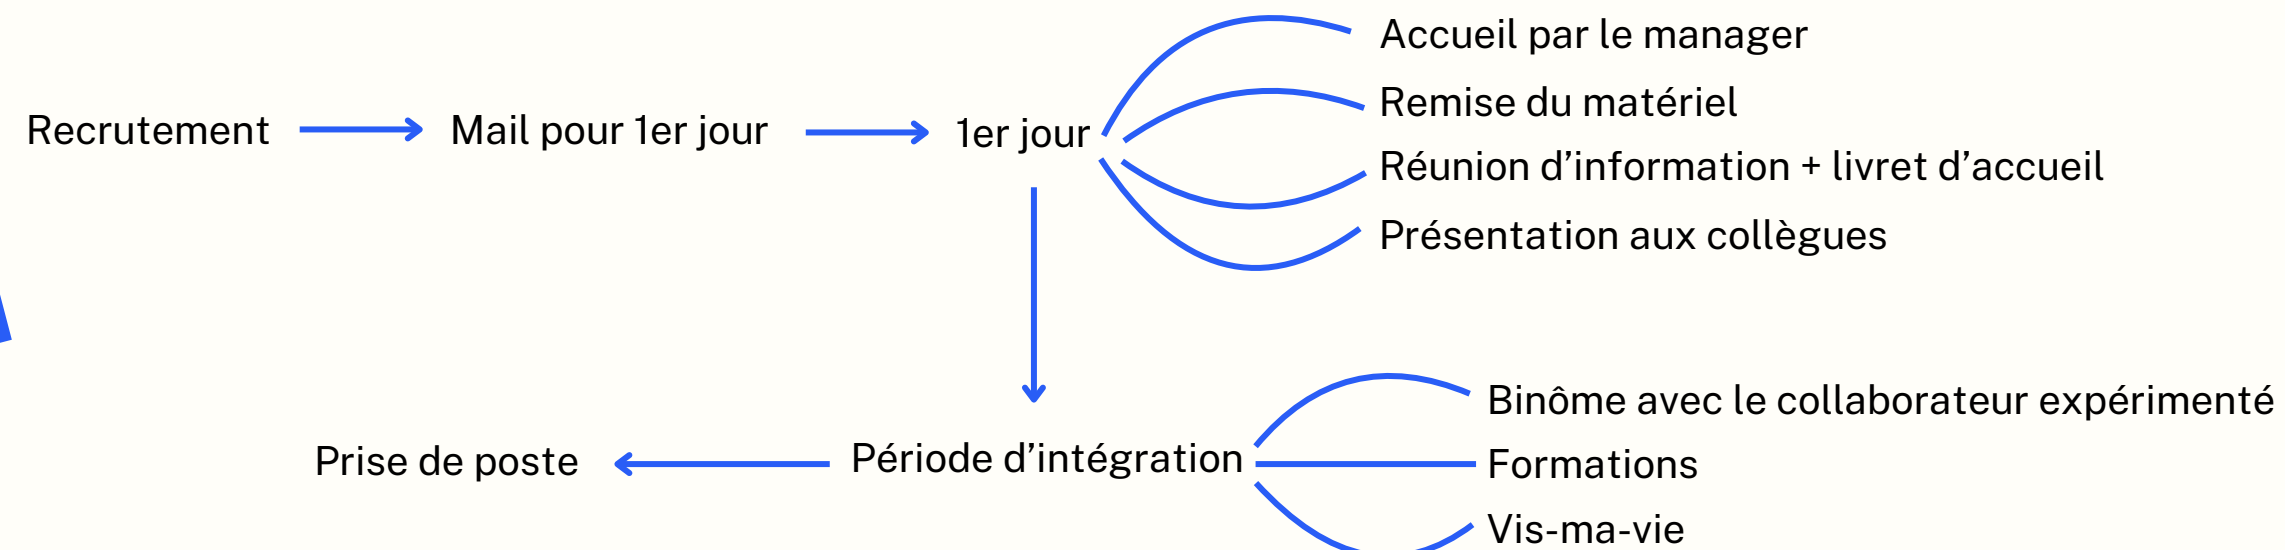 Recrutement
Mail pour 1er jour
1er jour
Accueil par le manager
Remise du matériel
Réunion d’information + livret d’accueil
Présentation aux collègues
Prise de poste
Période d’intégration
Binôme avec le collaborateur expérimenté
Formations
Vis-ma-vie